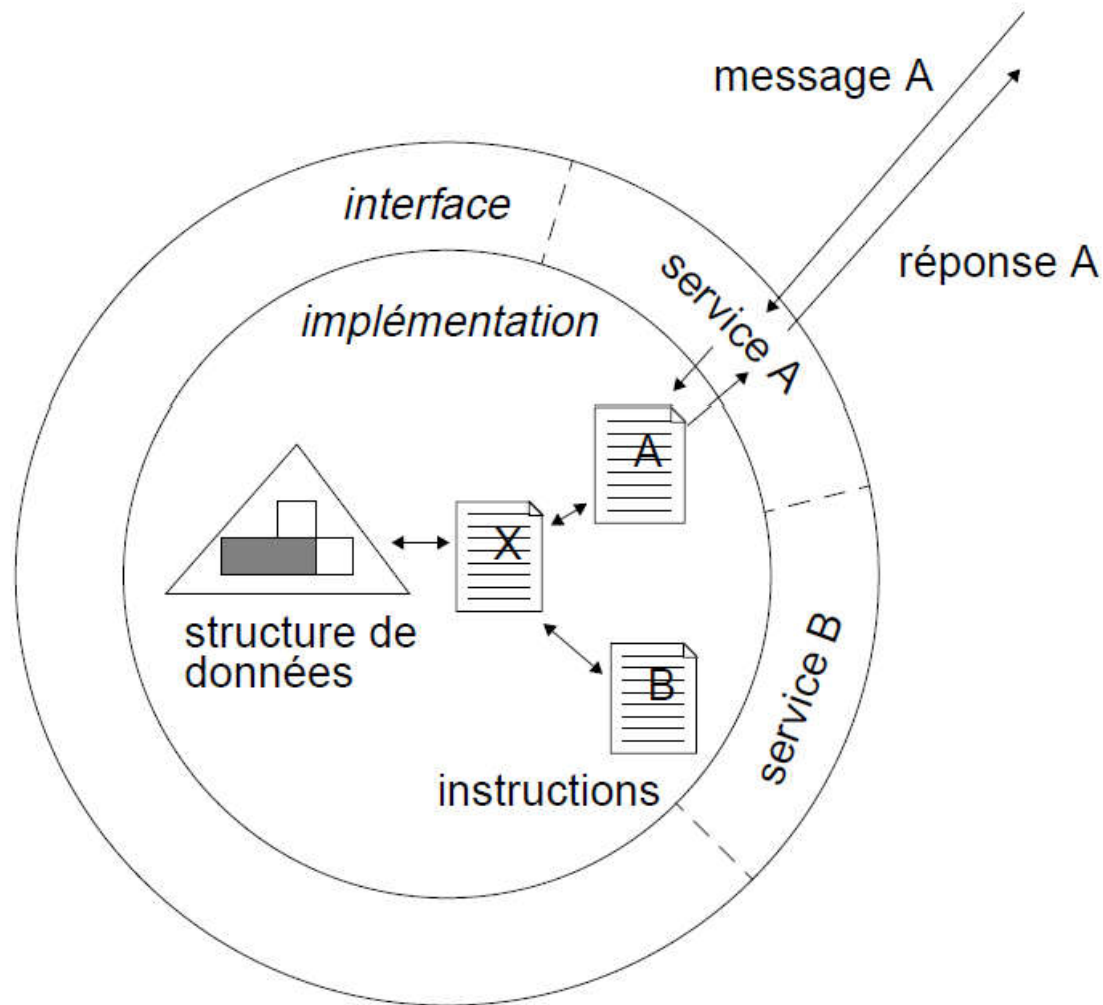 message A
réponse A
interface
service A
implémentation
A
X
structure de
données
B
service B
instructions